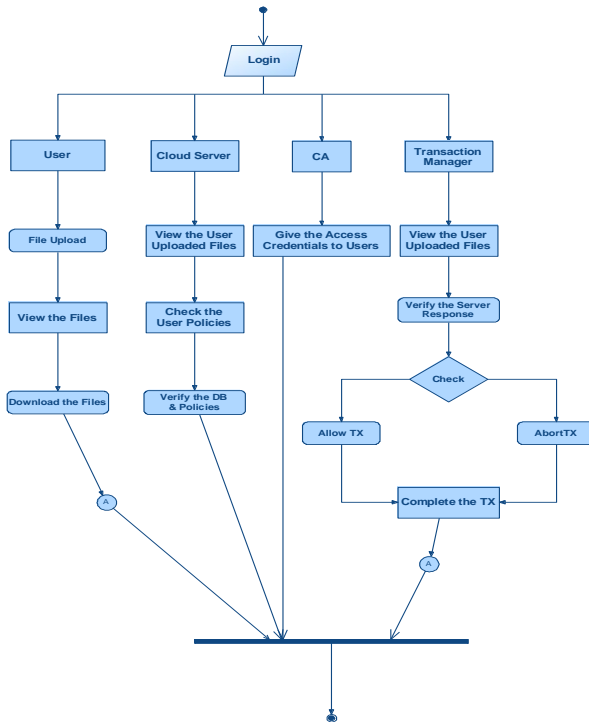 Login
User
Cloud Server
CA
Transaction
Manager
File Upload
View the User
Uploaded Files
Give the Access
Credentials to Users
View the User
Uploaded Files
View the Files
Check the
User Policies
Verify the Server
Response
Check
Download the Files
Verify the DB
& Policies
Allow TX
AbortTX
A
Complete the TX
A